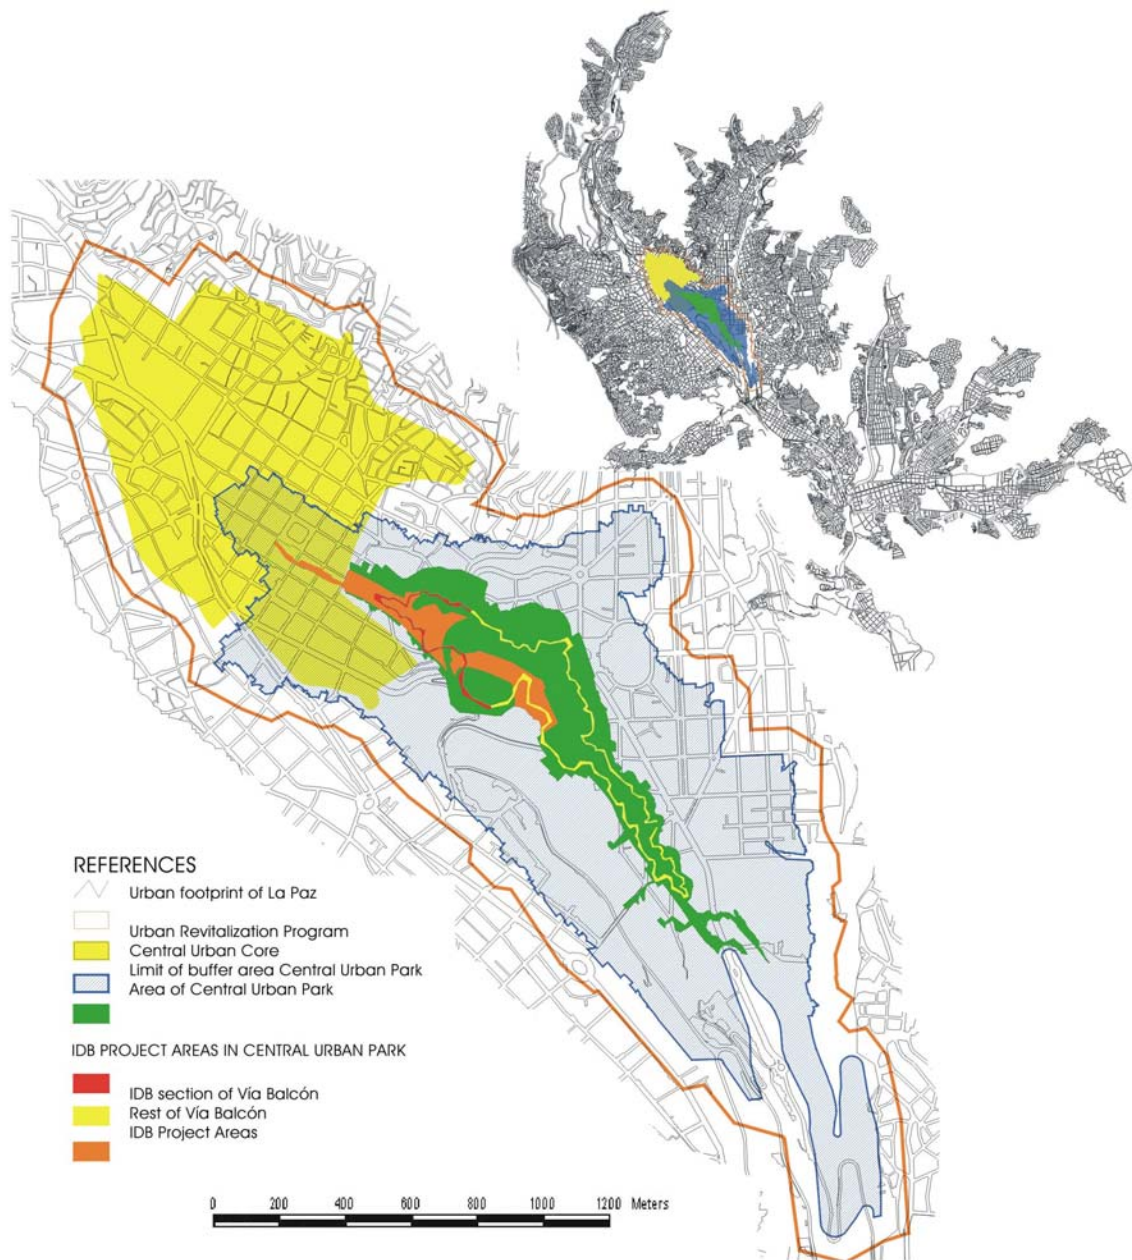 REFERENCES
Urban footprint of La Paz
Urban Revitalization Program
Central Urban Core
Limit of buffer area Central Urban Park
Area of Central Urban Park
IDB PROJECT AREAS IN CENTRAL URBAN PARK
IDB section of Vía Balcón
Rest of Vía Balcón
IDB Project Areas
0 200 400 600 800 1000 1200 Meters